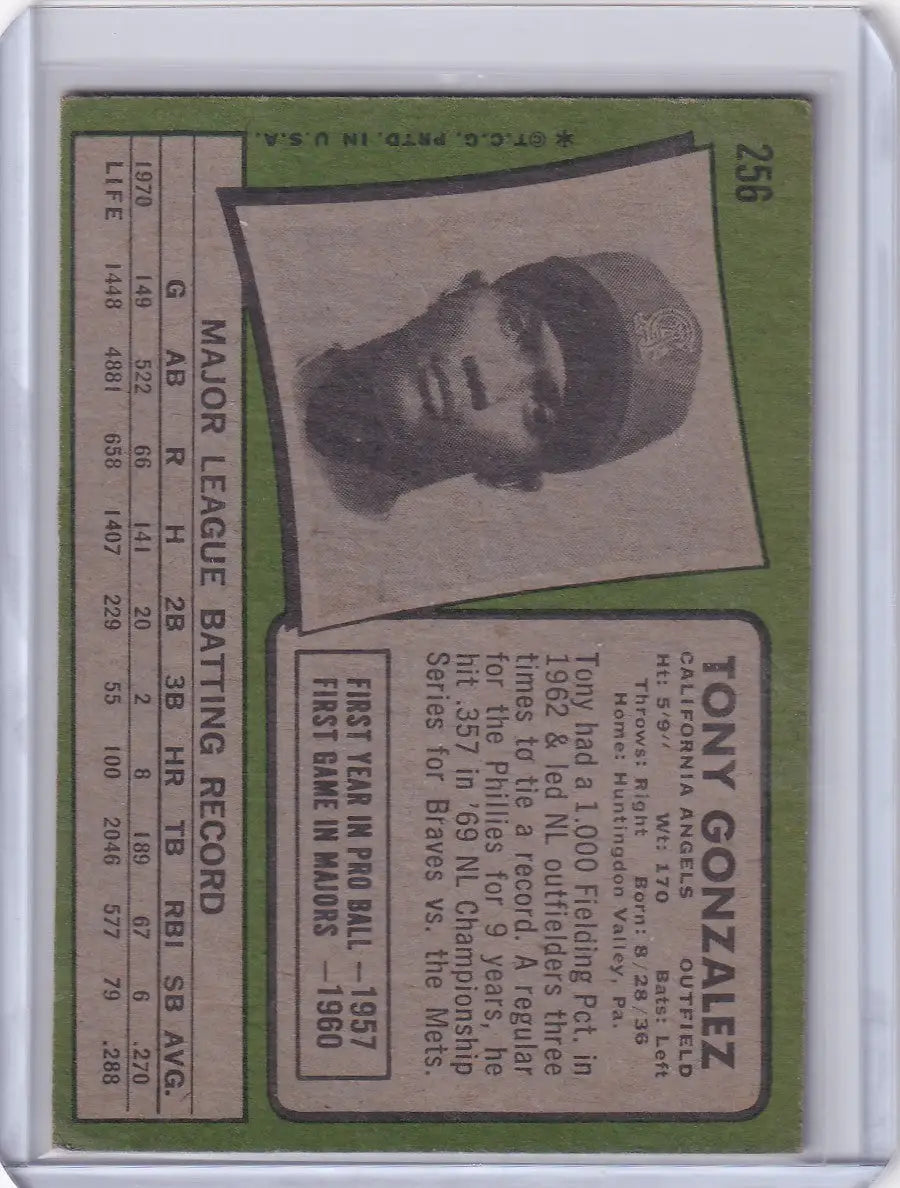 256
*©T.C.G. PRTD. IN U.S.A.
TONY GONZALEZ
CALIFORNIA ANGELS OUTFIELD
Ht: 5'9" Wt: 170 Bats: Left
Throws: Right Born: 8/28/36
Home: Huntingdon Valley, Pa.
Tony had a 1.000 Fielding Pct. in
1962 & led NL outfielders three
times to tie a record. A regular
for the Phillies for 9 years, he
hit .357 in '69 NL Championship
Series for Braves vs. the Mets.
FIRST YEAR IN PRO BALL—1957
FIRST GAME IN MAJORS —1960
MAJOR LEAGUE BATTING RECORD
G AB R H 2B 3B HR TB RBI SB AVG.
1970 149 522 66 141 20 2 8 189 67 6 .270
LIFE 1448 4881 658 1407 229 55 100 2046 577 79 .288